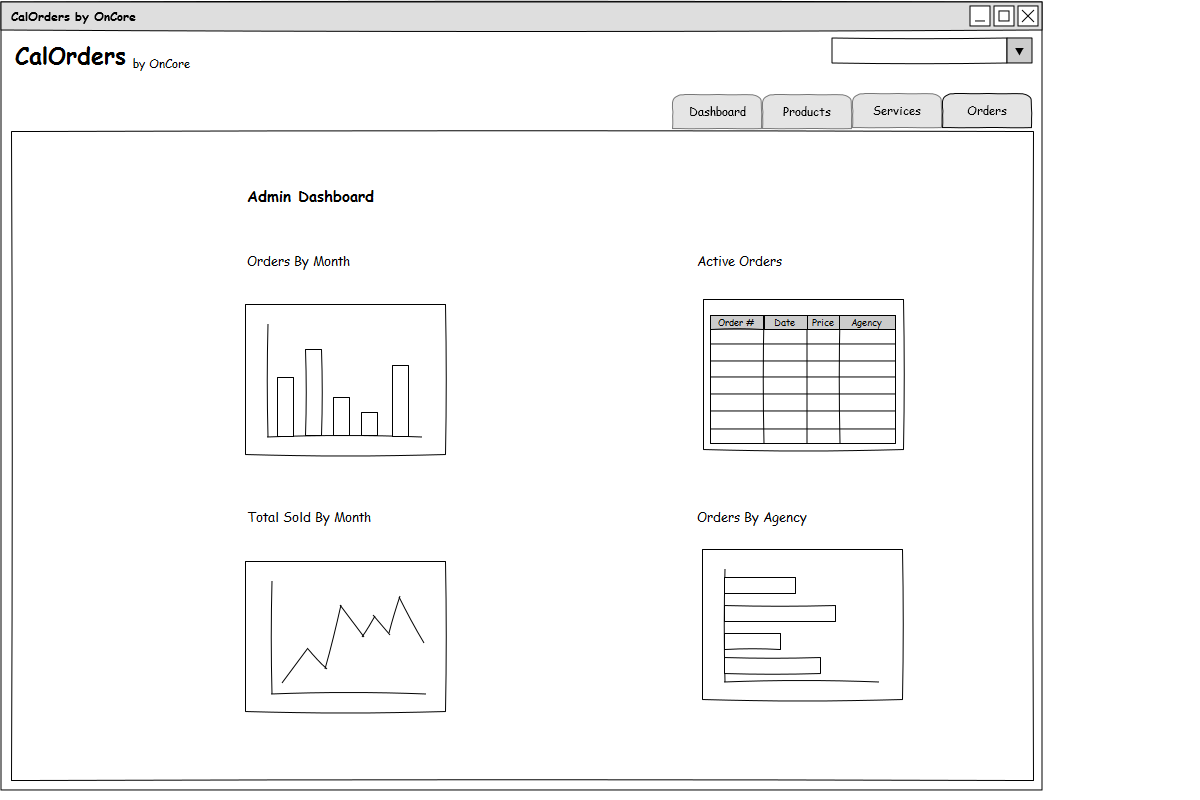 CalOrders by OnCore
CalOrders by OnCore
Dashboard Products Services Orders
Admin Dashboard
Orders By Month
Active Orders
Order # Date Price Agency
Total Sold By Month
Orders By Agency